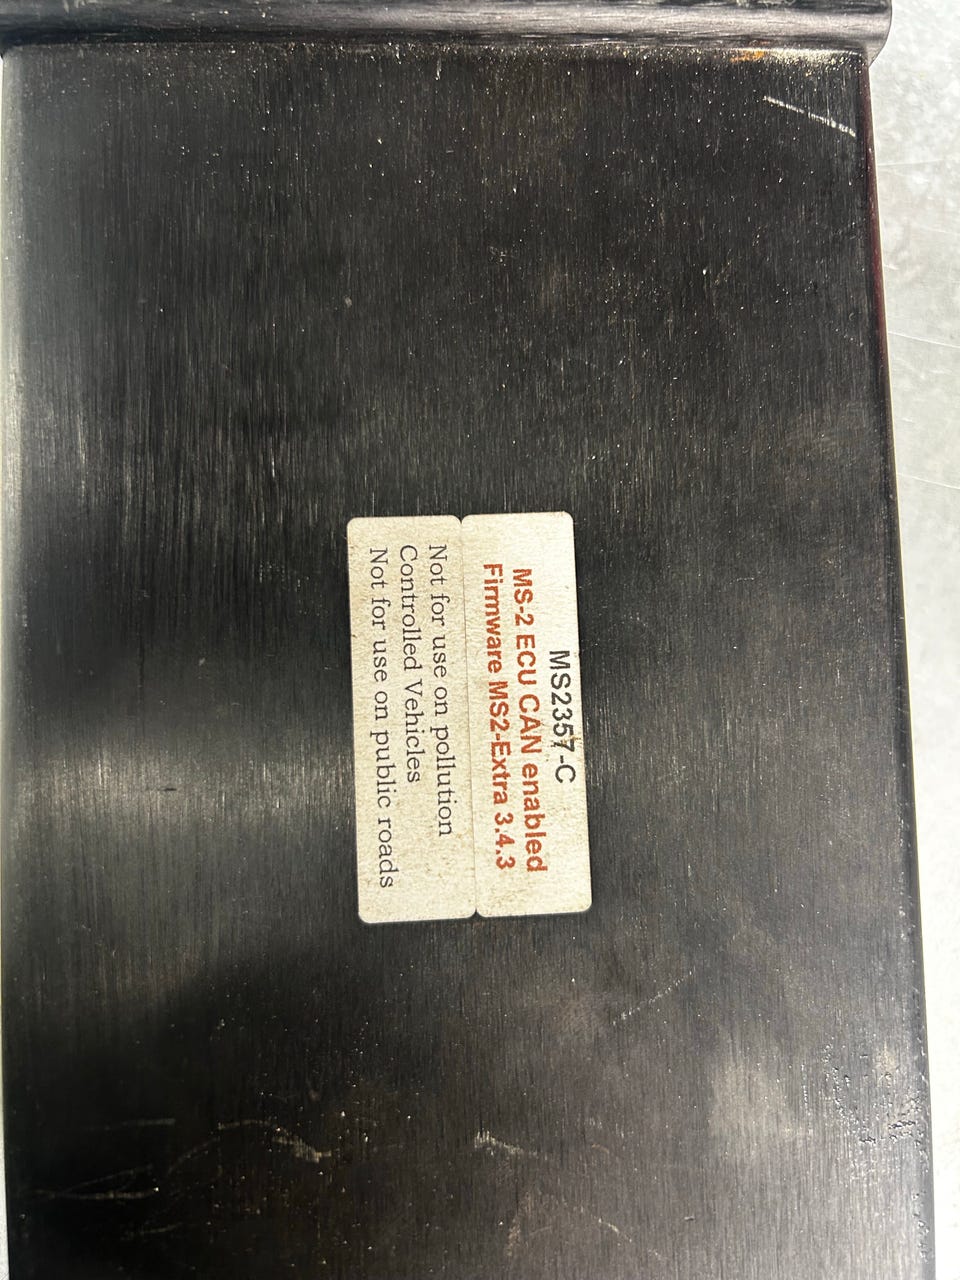 MS2357-C
MS-2 ECU CAN enabled
Firmware MS2-Extra 3.4.3
Not for use on pollution
Controlled Vehicles
Not for use on public roads